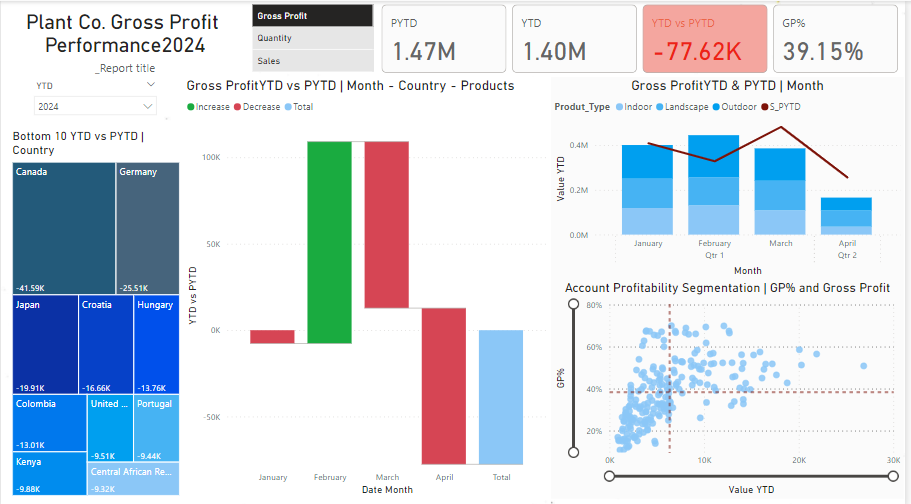 Plant Co. Gross Profit
Performance2024
_Report title
YTD
2024
Gross Profit
Quantity
Sales
PYTD
1.47M
YTD
1.40M
YTD vs PYTD
-77.62K
GP%
39.15%
Bottom 10 YTD vs PYTD |
Country
Canada
-41.59K
Germany
-25.51K
Japan
-19.91K
Croatia
-16.66K
Hungary
-13.76K
Colombia
-13.01K
United ...
-9.51K
Portugal
-9.44K
Kenya
-9.88K
Central African Re...
-9.32K
Gross ProfitYTD vs PYTD | Month - Country - Products
Increase Decrease Total
YTD vs PYTD
100K
50K
0K
-50K
January February March April Total
Date Month
Gross ProfitYTD & PYTD | Month
Produt_Type Indoor Landscape Outdoor S_PYTD
Value YTD
0.4M
0.2M
0.0M
January February March April
Qtr 1 Qtr 2
Month
Account Profitability Segmentation | GP% and Gross Profit
GP%
80%
60%
40%
20%
0K 10K 20K 30K
Value YTD